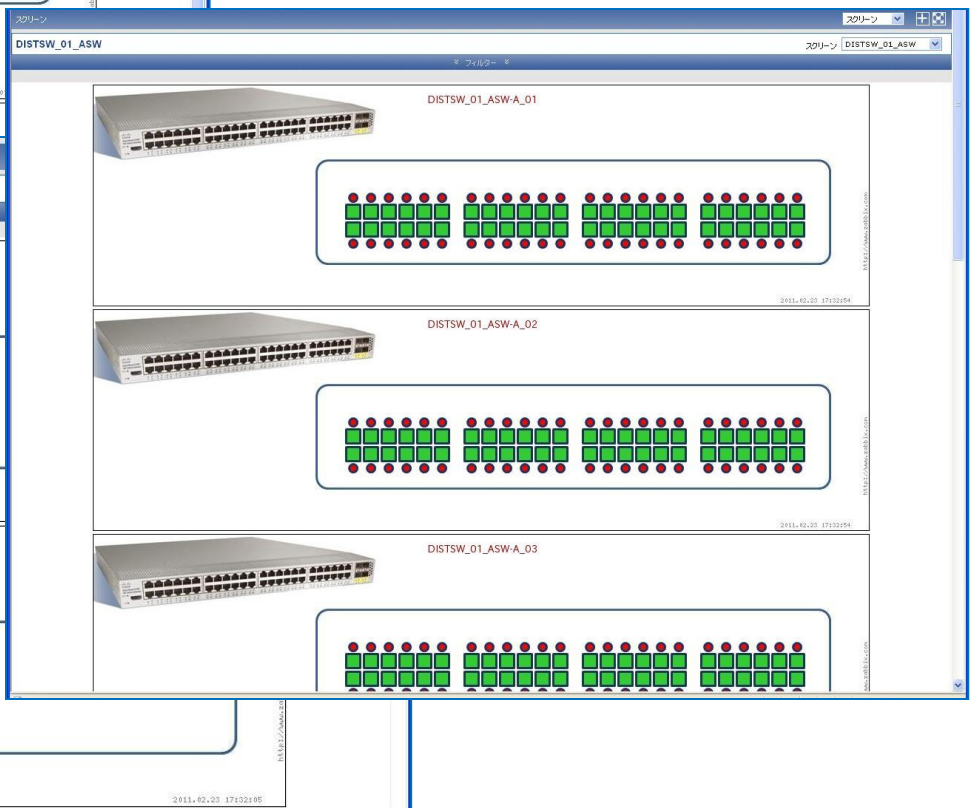 スクリーン
スクリーン
DISTSW_01_ASW
スクリーン DISTSW_01_ASW
フィルター
DISTSW_01_ASW-A_01
http://www.zabbix.com
2011.02.23 17:32:54
DISTSW_01_ASW-A_02
http://www.zabbix.com
2011.02.23 17:32:54
DISTSW_01_ASW-A_03
2011.02.23 17:32:05